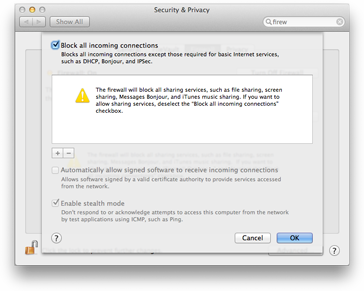 Security & Privacy
Show All
firew
Block all incoming connections
Blocks all incoming connections except those required for basic Internet services,
such as DHCP, Bonjour, and IPSec.
The firewall will block all sharing services, such as file sharing, screen
sharing, Messages Bonjour, and iTunes music sharing. If you want to
allow sharing services, deselect the "Block all incoming connections"
checkbox.
+ −
Automatically allow signed software to receive incoming connections
Allows software signed by a valid certificate authority to provide services accessed
from the network.
Enable stealth mode
Don't respond to or acknowledge attempts to access this computer from the network
by test applications using ICMP, such as Ping.
?
Cancel
OK
?